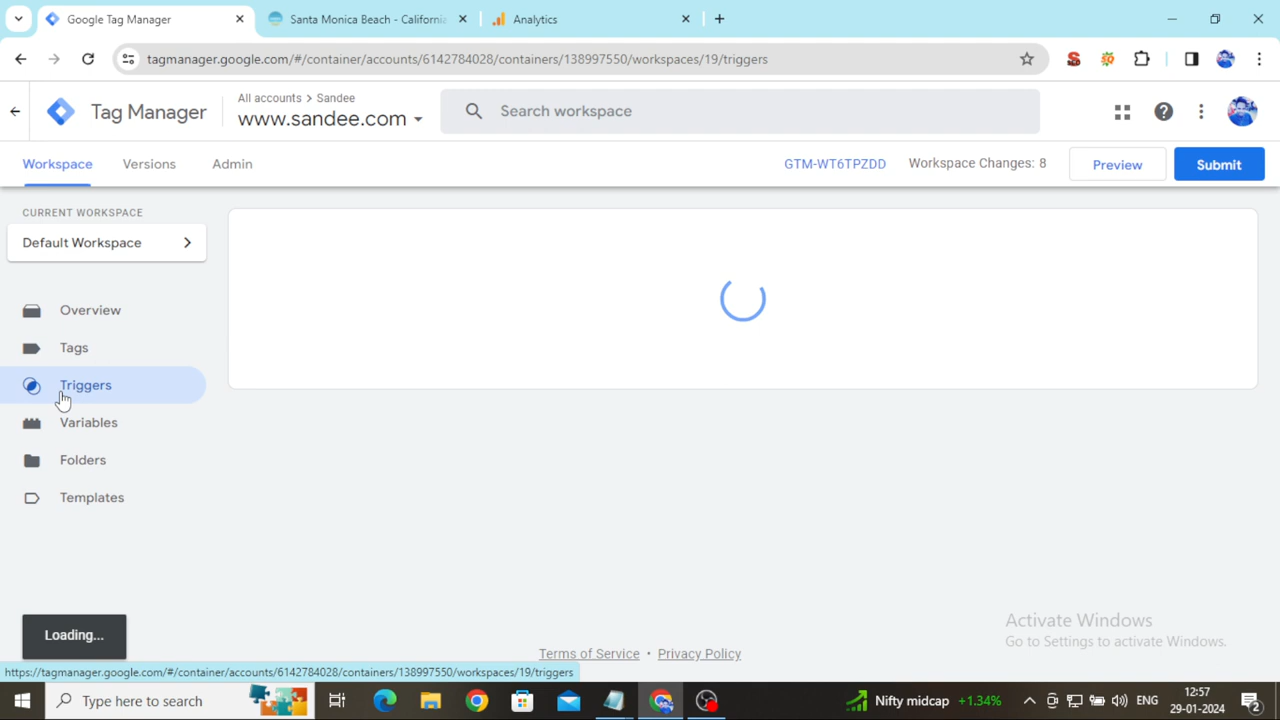 Google Tag Manager
Santa Monica Beach - California
Analytics
tagmanager.google.com/#/container/accounts/6142784028/containers/138997550/workspaces/19/triggers
Tag Manager
All accounts > Sandee
www.sandee.com
Search workspace
Workspace
Versions
Admin
GTM-WT6TPZDD
Workspace Changes: 8
Preview
Submit
CURRENT WORKSPACE
Default Workspace
Overview
Tags
Triggers
Variables
Folders
Templates
Loading...
Activate Windows
Go to Settings to activate Windows.
Terms of Service • Privacy Policy
https://tagmanager.google.com/#/container/accounts/6142784028/containers/138997550/workspaces/19/triggers
Type here to search
Nifty midcap +1.34%
ENG
12:57
29-01-2024
2